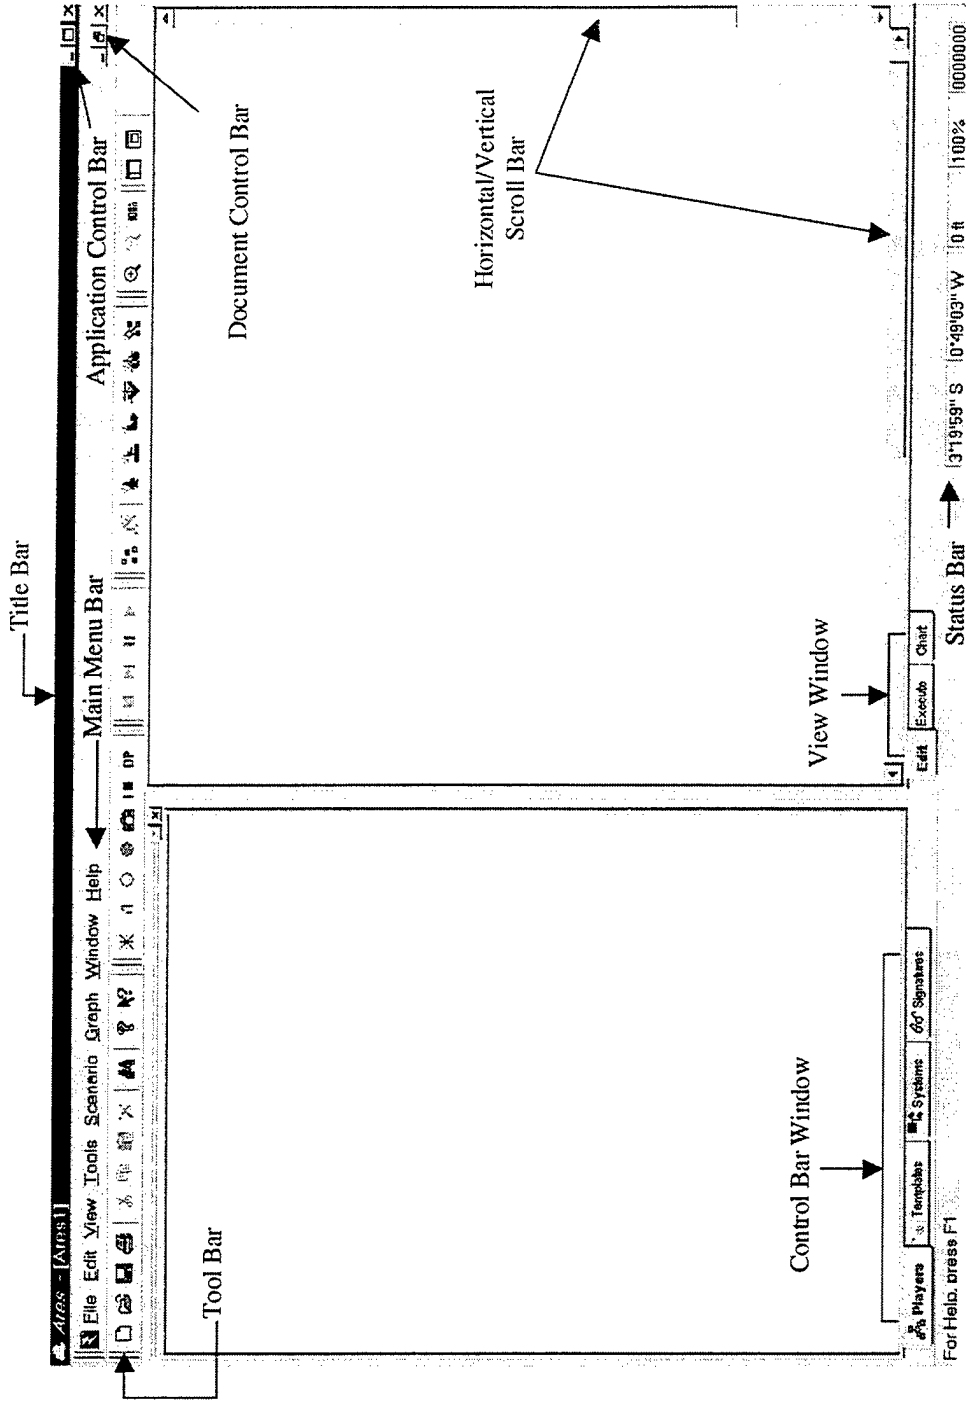 Title Bar
Ares - [Ares1]
File Edit View Tools Scenario Graph Window Help
Main Menu Bar
Application Control Bar
Document Control Bar
Tool Bar
Horizontal/Vertical
Scroll Bar
Control Bar Window
View Window
Players
Templates
Systems
Signatures
Edit
Execute
Chart
Status Bar
For Help, press F1
3°19'59" S
0°49'03" W
0 ft
100%
0000000